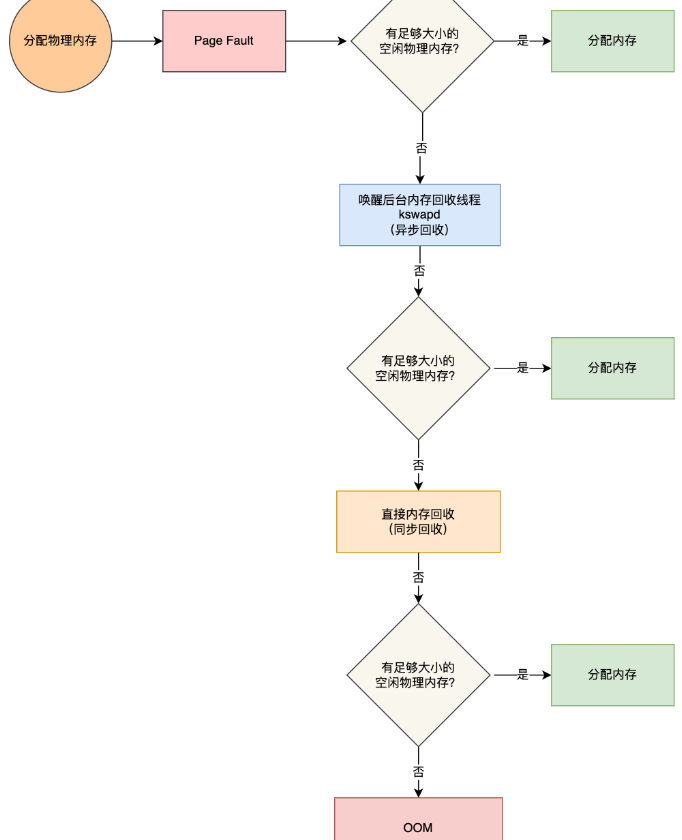 分配物理内存
Page Fault
有足够大小的
空闲物理内存?
是
分配内存
否
唤醒后台内存回收线程
kswapd
（异步回收）
否
有足够大小的
空闲物理内存?
是
分配内存
否
直接内存回收
（同步回收）
否
有足够大小的
空闲物理内存?
是
分配内存
否
OOM